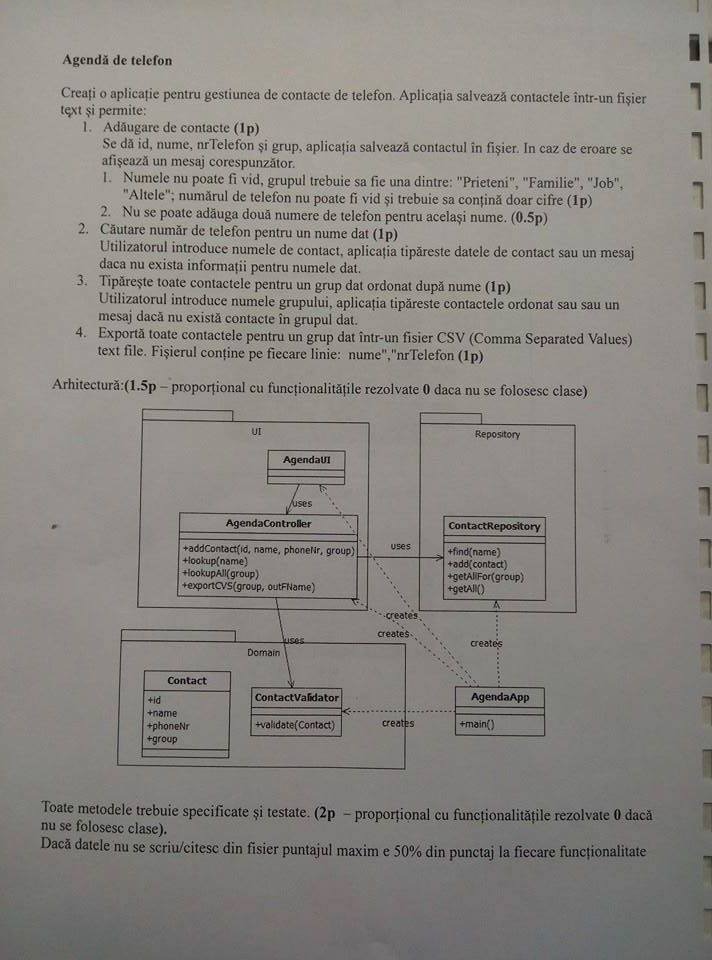 Agendă de telefon
Creați o aplicație pentru gestiunea de contacte de telefon. Aplicația salvează contactele într-un fișier
text și permite:
1. Adăugare de contacte (1p)
Se dă id, nume, nrTelefon și grup, aplicația salvează contactul în fișier. In caz de eroare se
afișează un mesaj corespunzător.
1. Numele nu poate fi vid, grupul trebuie sa fie una dintre: "Prieteni", "Familie", "Job",
"Altele"; numărul de telefon nu poate fi vid și trebuie sa conțină doar cifre (1p)
2. Nu se poate adăuga două numere de telefon pentru același nume. (0.5p)
2. Căutare număr de telefon pentru un nume dat (1p)
Utilizatorul introduce numele de contact, aplicația tipăreste datele de contact sau un mesaj
daca nu exista informații pentru numele dat.
3. Tipărește toate contactele pentru un grup dat ordonat după nume (1p)
Utilizatorul introduce numele grupului, aplicația tipăreste contactele ordonat sau sau un
mesaj dacă nu există contacte în grupul dat.
4. Exportă toate contactele pentru un grup dat într-un fisier CSV (Comma Separated Values)
text file. Fișierul conține pe fiecare linie: nume","nrTelefon (1p)
Arhitectură:(1.5p – proporțional cu funcționalitățile rezolvate 0 daca nu se folosesc clase)
UI
Repository
AgendaUI
uses
AgendaController
+addContact(id, name, phoneNr, group)
+lookup(name)
+lookupAll(group)
+exportCVS(group, outFName)
uses
ContactRepository
+find(name)
+add(contact)
+getAllFor(group)
+getAll()
creates
creates
creates
uses
Domain
Contact
+id
+name
+phoneNr
+group
ContactValidator
+validate(Contact)
creates
AgendaApp
+main()
Toate metodele trebuie specificate și testate. (2p – proporțional cu funcționalitățile rezolvate 0 dacă
nu se folosesc clase).
Dacă datele nu se scriu/citesc din fisier puntajul maxim e 50% din punctaj la fiecare funcționalitate